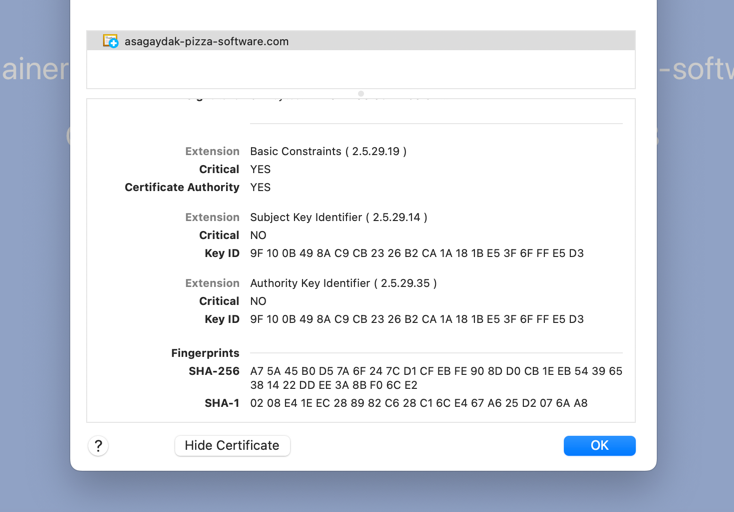 asagaydak-pizza-software.com
ainer
-softw
Extension Basic Constraints ( 2.5.29.19 )
Critical YES
Certificate Authority YES
Extension Subject Key Identifier ( 2.5.29.14 )
Critical NO
Key ID 9F 10 0B 49 8A C9 CB 23 26 B2 CA 1A 18 1B E5 3F 6F FF E5 D3
Extension Authority Key Identifier ( 2.5.29.35 )
Critical NO
Key ID 9F 10 0B 49 8A C9 CB 23 26 B2 CA 1A 18 1B E5 3F 6F FF E5 D3
Fingerprints
SHA-256 A7 5A 45 B0 D5 7A 6F 24 7C D1 CF EB FE 90 8D D0 CB 1E EB 54 39 65
38 14 22 DD EE 3A 8B F0 6C E2
SHA-1 02 08 E4 1E EC 28 89 82 C6 28 C1 6C E4 67 A6 25 D2 07 6A A8
? Hide Certificate OK